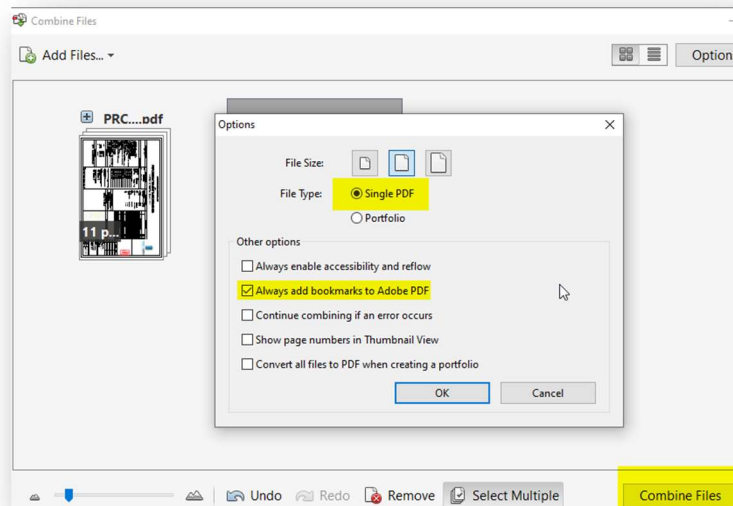 Combine Files
Add Files...
Option
PRC....pdf
11 p...
Options
File Size:
File Type:
Single PDF
Portfolio
Other options
Always enable accessibility and reflow
Always add bookmarks to Adobe PDF
Continue combining if an error occurs
Show page numbers in Thumbnail View
Convert all files to PDF when creating a portfolio
OK
Cancel
Undo
Redo
Remove
Select Multiple
Combine Files